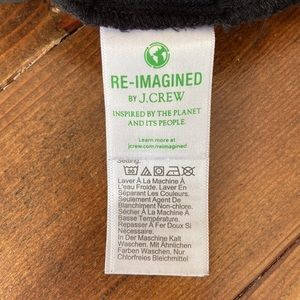 RE-IMAGINED
BY J.CREW
INSPIRED BY THE PLANET
AND ITS PEOPLE.
Learn more at
jcrew.com/reimagined
Setting.
30
Laver À La Machine À
L'eau Froide. Laver En
Séparant Les Couleurs.
Seulement Agent De
Blanchiment Non-chlore.
Sécher À La Machine À
Basse Température.
Repasser À Fer Doux Si
Nécessaire.
In Der Maschine Kalt
Waschen. Mit Ähnlichen
Farben Waschen. Nur
Chlorfreies Bleichmittel